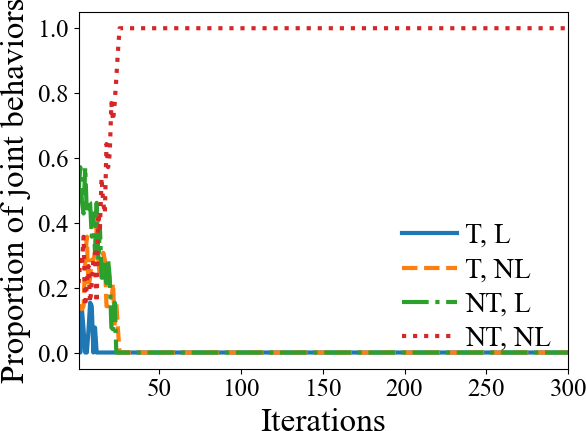 Proportion of joint behaviors
1.0
0.8
0.6
0.4
0.2
0.0
T, L
T, NL
NT, L
NT, NL
50 100 150 200 250 300
Iterations